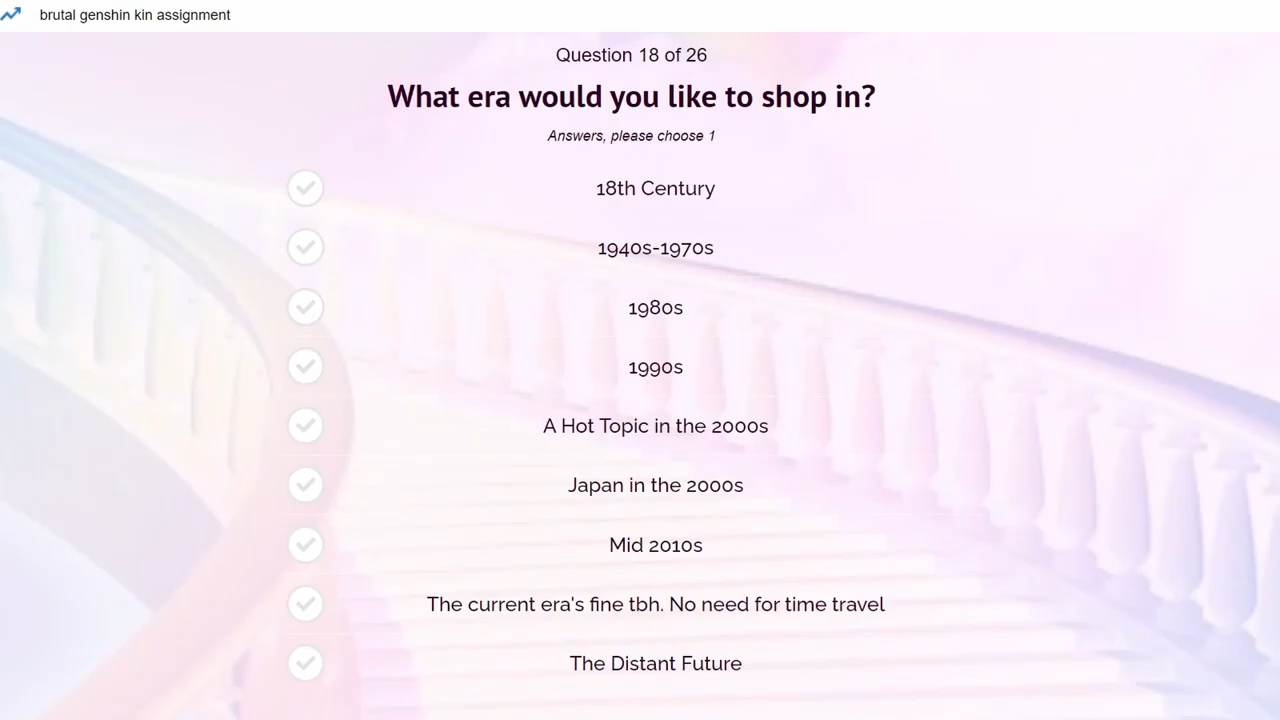 brutal genshin kin assignment
Question 18 of 26
What era would you like to shop in?
Answers, please choose 1
18th Century
1940s-1970s
1980s
1990s
A Hot Topic in the 2000s
Japan in the 2000s
Mid 2010s
The current era's fine tbh. No need for time travel
The Distant Future